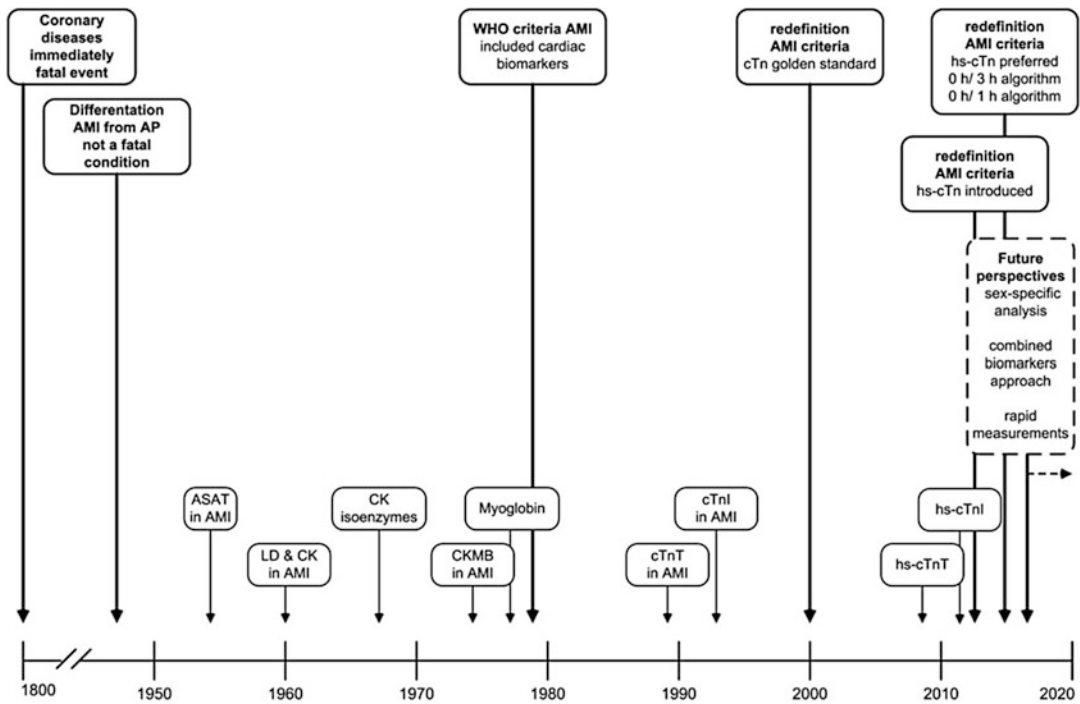 Coronary
diseases
immediately
fatal event
Differentation
AMI from AP
not a fatal
condition
WHO criteria AMI
included cardiac
biomarkers
redefinition
AMI criteria
cTn golden standard
redefinition
AMI criteria
hs-cTn preferred
0 h/ 3 h algorithm
0 h/ 1 h algorithm
redefinition
AMI criteria
hs-cTn introduced
Future
perspectives
sex-specific
analysis
combined
biomarkers
approach
rapid
measurements
ASAT
in AMI
LD & CK
in AMI
CK
isoenzymes
CKMB
in AMI
Myoglobin
cTnT
in AMI
cTnI
in AMI
hs-cTnT
hs-cTnI
1800 1950 1960 1970 1980 1990 2000 2010 2020